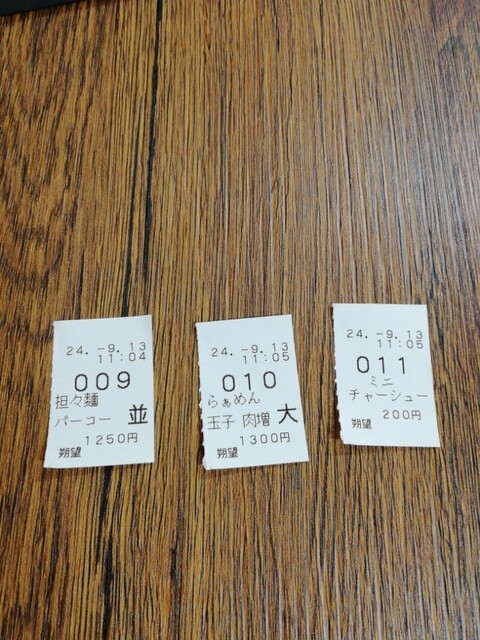 24. -9.13
11:04
009
担々麺
パーコー 並
1250円
朔望
24. -9.13
11:05
010
らぁめん
玉子 肉増 大
1300円
朔望
24. -9.13
11:05
011
ミニ
チャーシュー
200円
朔望